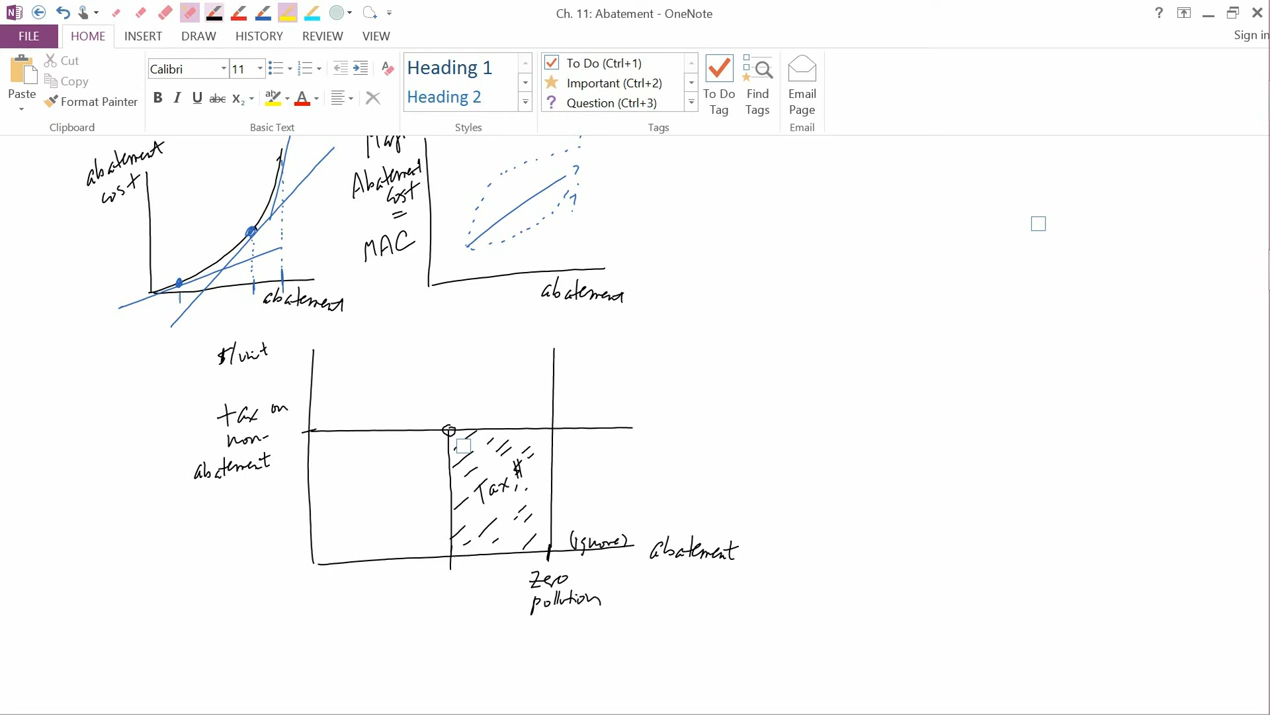 Ch. 11: Abatement - OneNote
?
Sign in
FILE
HOME
INSERT
DRAW
HISTORY
REVIEW
VIEW
Paste
Cut
Copy
Format Painter
Clipboard
Calibri
11
B I U abc X₂
A
Basic Text
Heading 1
Heading 2
Styles
To Do (Ctrl+1)
Important (Ctrl+2)
? Question (Ctrl+3)
To Do
Tag
Find
Tags
Tags
Email
Page
Email
abatement
cost
abatement
Abatement
cost
=
MAC
?
?
abatement
$/unit
tax on
non-
abatement
Tax $
(ignore)
abatement
Zero
pollution